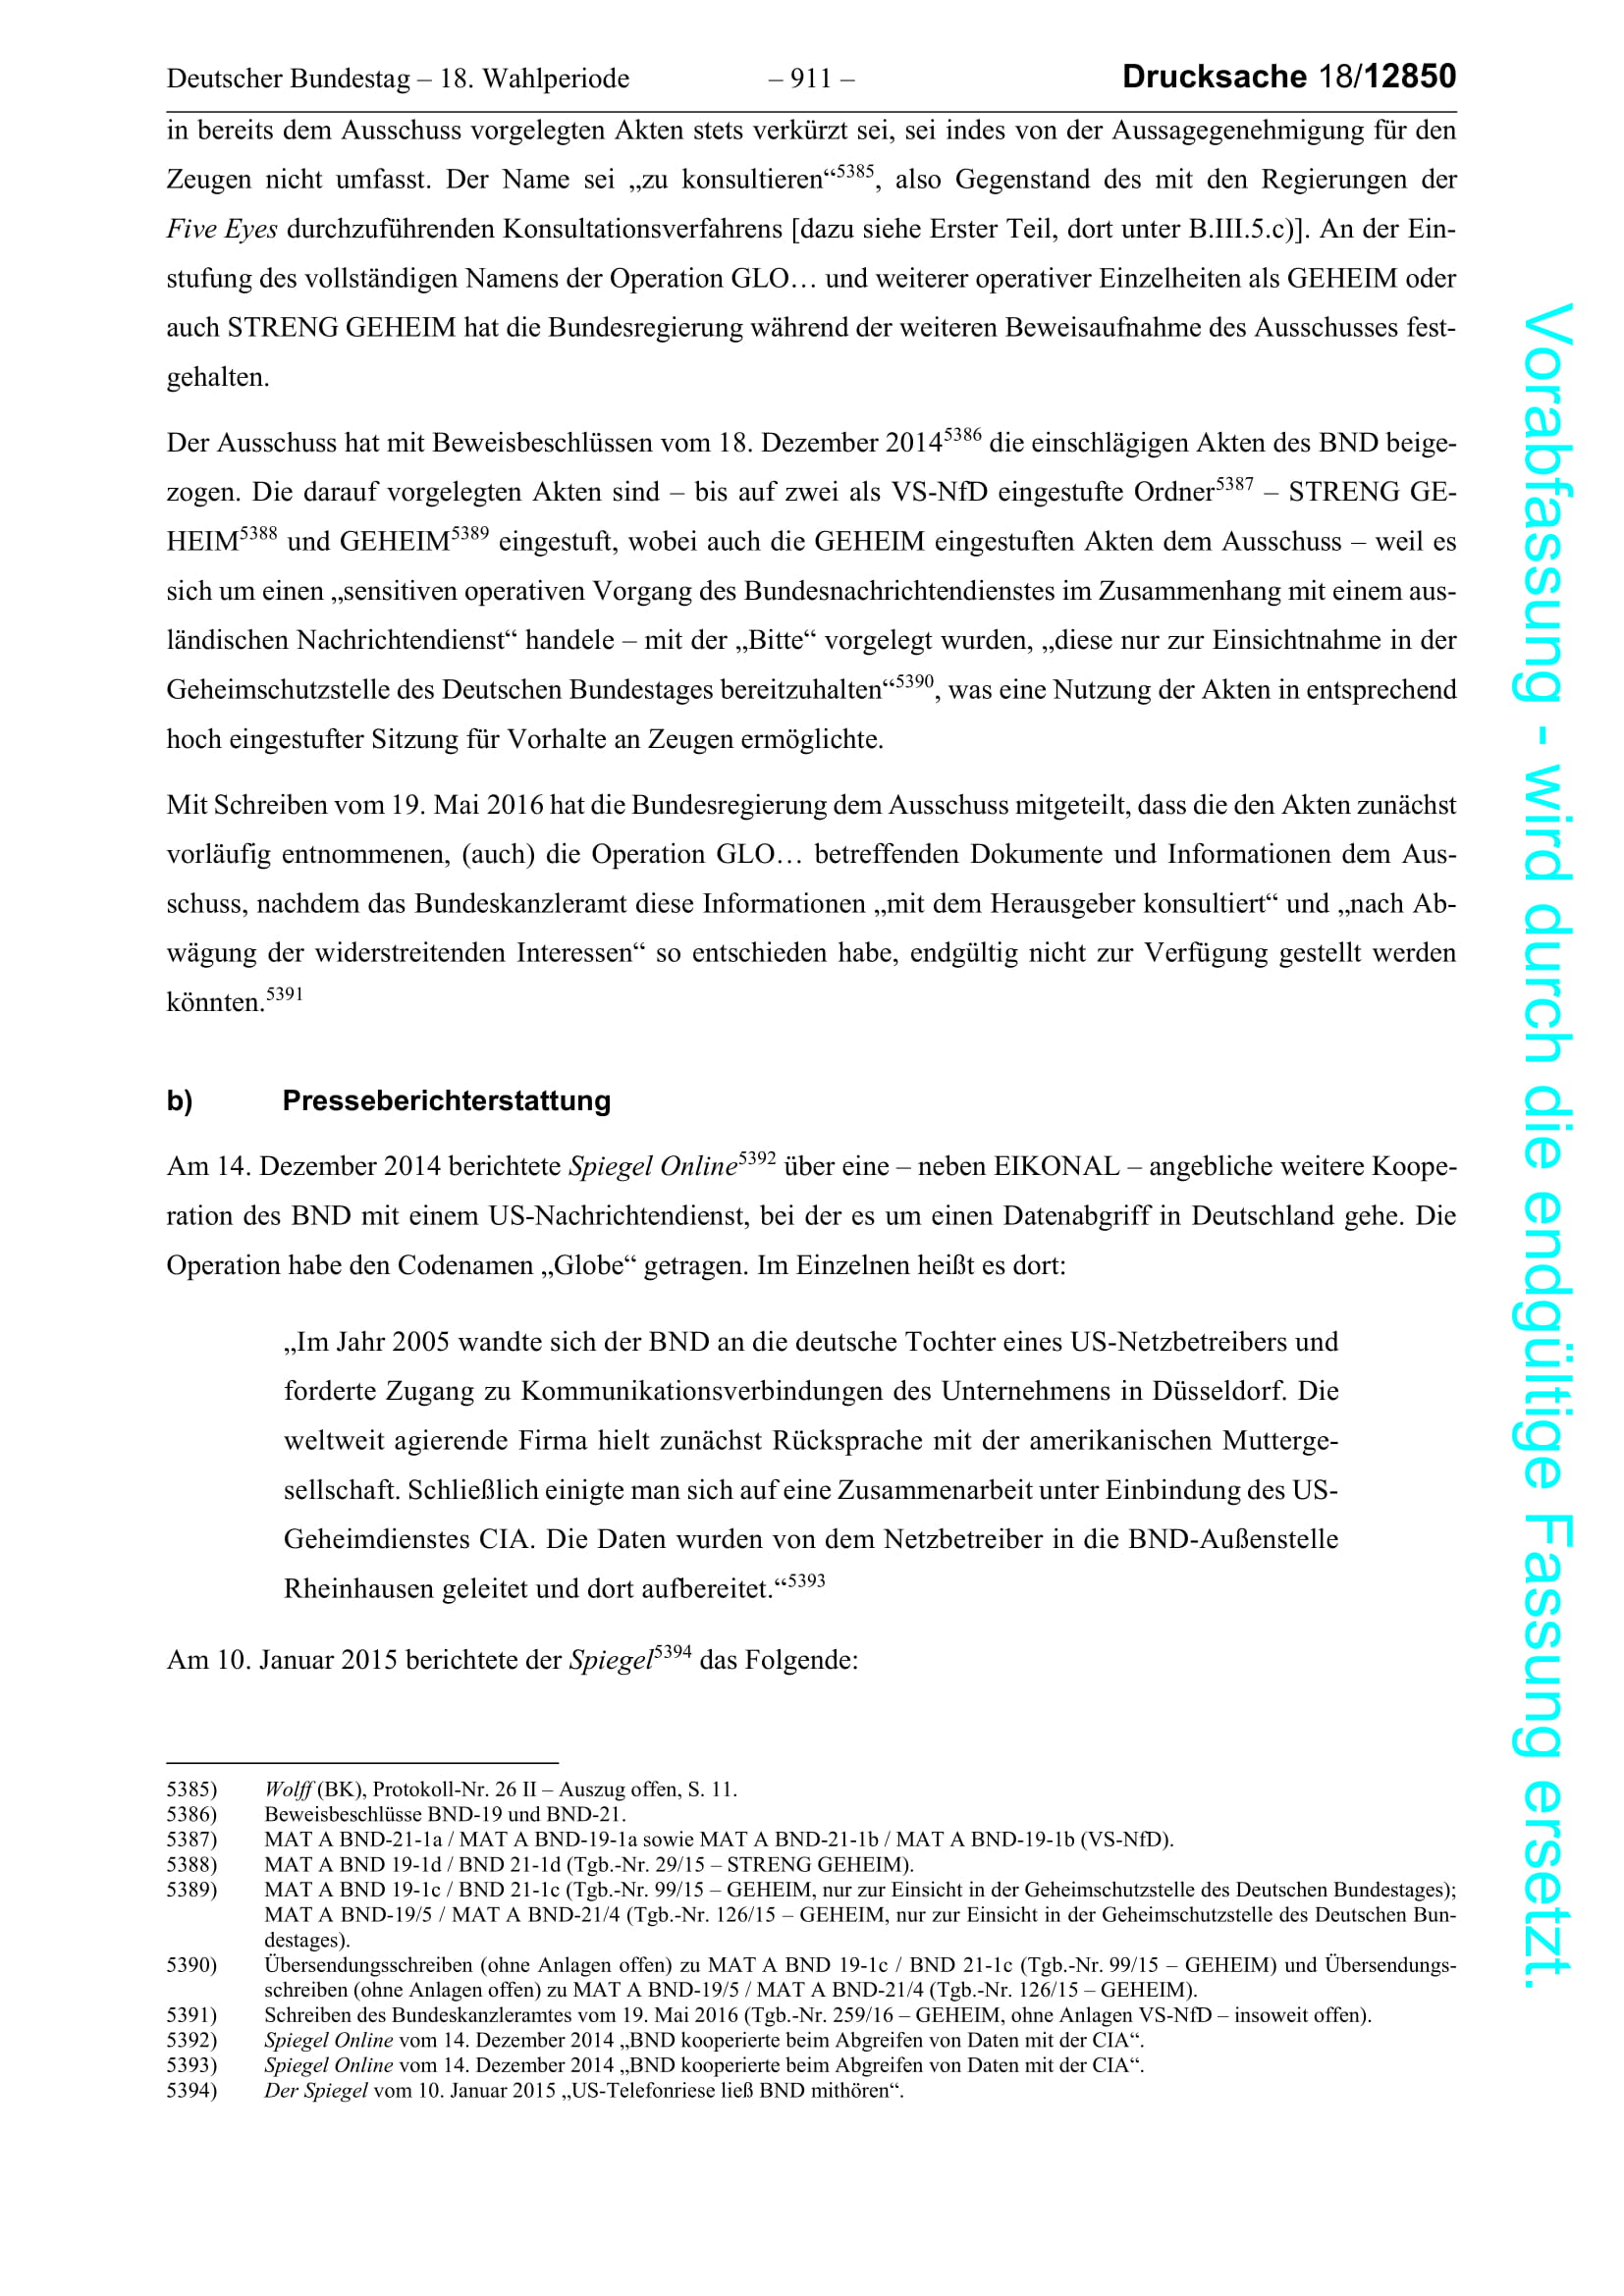 Deutscher Bundestag – 18. Wahlperiode – 911 – Drucksache 18/12850
in bereits dem Ausschuss vorgelegten Akten stets verkürzt sei, sei indes von der Aussagegenehmigung für den
Zeugen nicht umfasst. Der Name sei „zu konsultieren“5385, also Gegenstand des mit den Regierungen der
Five Eyes durchzuführenden Konsultationsverfahrens [dazu siehe Erster Teil, dort unter B.III.5.c)]. An der Ein-
stufung des vollständigen Namens der Operation GLO… und weiterer operativer Einzelheiten als GEHEIM oder
auch STRENG GEHEIM hat die Bundesregierung während der weiteren Beweisaufnahme des Ausschusses fest-
gehalten.
Der Ausschuss hat mit Beweisbeschlüssen vom 18. Dezember 20145386 die einschlägigen Akten des BND beige-
zogen. Die darauf vorgelegten Akten sind – bis auf zwei als VS-NfD eingestufte Ordner5387 – STRENG GE-
HEIM5388 und GEHEIM5389 eingestuft, wobei auch die GEHEIM eingestuften Akten dem Ausschuss – weil es
sich um einen „sensitiven operativen Vorgang des Bundesnachrichtendienstes im Zusammenhang mit einem aus-
ländischen Nachrichtendienst“ handele – mit der „Bitte“ vorgelegt wurden, „diese nur zur Einsichtnahme in der
Geheimschutzstelle des Deutschen Bundestages bereitzuhalten“5390, was eine Nutzung der Akten in entsprechend
hoch eingestufter Sitzung für Vorhalte an Zeugen ermöglichte.
Mit Schreiben vom 19. Mai 2016 hat die Bundesregierung dem Ausschuss mitgeteilt, dass die den Akten zunächst
vorläufig entnommenen, (auch) die Operation GLO… betreffenden Dokumente und Informationen dem Aus-
schuss, nachdem das Bundeskanzleramt diese Informationen „mit dem Herausgeber konsultiert“ und „nach Ab-
wägung der widerstreitenden Interessen“ so entschieden habe, endgültig nicht zur Verfügung gestellt werden
könnten.5391
b) Presseberichterstattung
Am 14. Dezember 2014 berichtete Spiegel Online5392 über eine – neben EIKONAL – angebliche weitere Koope-
ration des BND mit einem US-Nachrichtendienst, bei der es um einen Datenabgriff in Deutschland gehe. Die
Operation habe den Codenamen „Globe“ getragen. Im Einzelnen heißt es dort:
„Im Jahr 2005 wandte sich der BND an die deutsche Tochter eines US-Netzbetreibers und
forderte Zugang zu Kommunikationsverbindungen des Unternehmens in Düsseldorf. Die
weltweit agierende Firma hielt zunächst Rücksprache mit der amerikanischen Mutterge-
sellschaft. Schließlich einigte man sich auf eine Zusammenarbeit unter Einbindung des US-
Geheimdienstes CIA. Die Daten wurden von dem Netzbetreiber in die BND-Außenstelle
Rheinhausen geleitet und dort aufbereitet.“5393
Am 10. Januar 2015 berichtete der Spiegel5394 das Folgende:
5385) Wolff (BK), Protokoll-Nr. 26 II – Auszug offen, S. 11.
5386) Beweisbeschlüsse BND-19 und BND-21.
5387) MAT A BND-21-1a / MAT A BND-19-1a sowie MAT A BND-21-1b / MAT A BND-19-1b (VS-NfD).
5388) MAT A BND 19-1d / BND 21-1d (Tgb.-Nr. 29/15 – STRENG GEHEIM).
5389) MAT A BND 19-1c / BND 21-1c (Tgb.-Nr. 99/15 – GEHEIM, nur zur Einsicht in der Geheimschutzstelle des Deutschen Bundestages);
MAT A BND-19/5 / MAT A BND-21/4 (Tgb.-Nr. 126/15 – GEHEIM, nur zur Einsicht in der Geheimschutzstelle des Deutschen Bun-
destages).
5390) Übersendungsschreiben (ohne Anlagen offen) zu MAT A BND 19-1c / BND 21-1c (Tgb.-Nr. 99/15 – GEHEIM) und Übersendungs-
schreiben (ohne Anlagen offen) zu MAT A BND-19/5 / MAT A BND-21/4 (Tgb.-Nr. 126/15 – GEHEIM).
5391) Schreiben des Bundeskanzleramtes vom 19. Mai 2016 (Tgb.-Nr. 259/16 – GEHEIM, ohne Anlagen VS-NfD – insoweit offen).
5392) Spiegel Online vom 14. Dezember 2014 „BND kooperierte beim Abgreifen von Daten mit der CIA“.
5393) Spiegel Online vom 14. Dezember 2014 „BND kooperierte beim Abgreifen von Daten mit der CIA“.
5394) Der Spiegel vom 10. Januar 2015 „US-Telefonriese ließ BND mithören“.
Vorabfassung - wird durch die endgültige Fassung ersetzt.